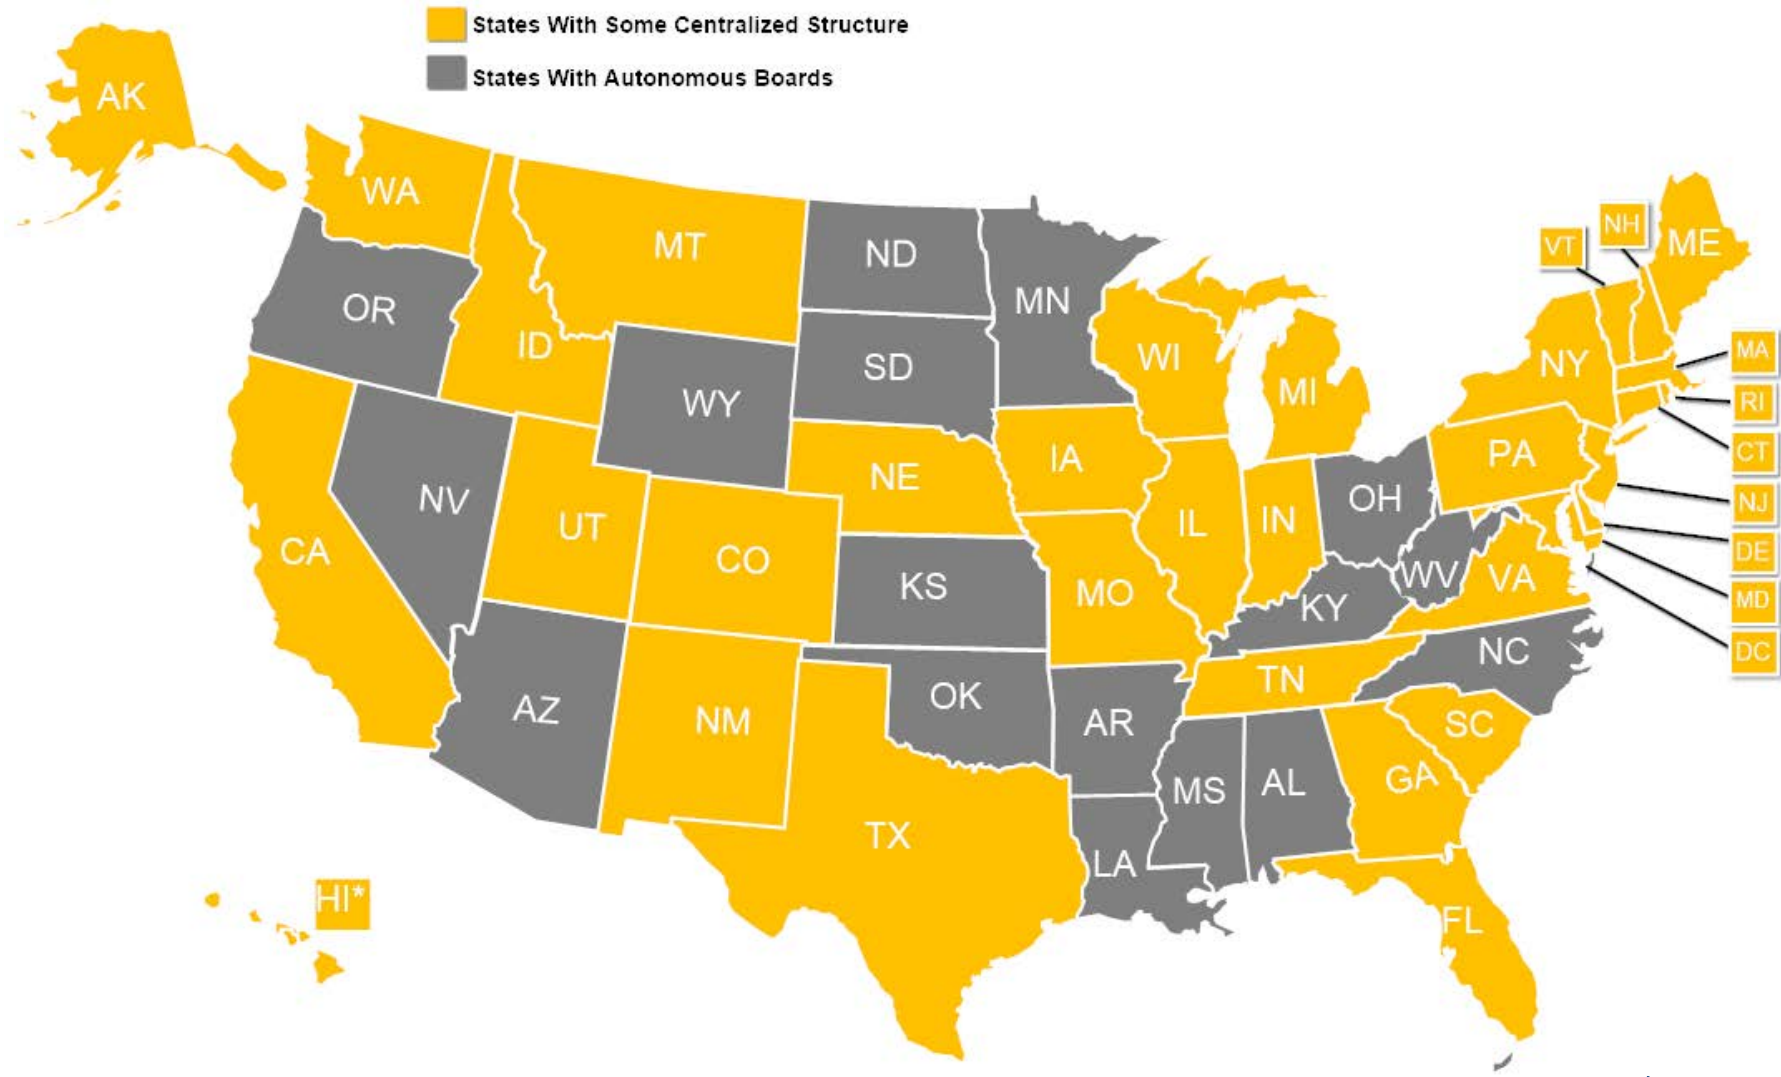 States With Some Centralized Structure
States With Autonomous Boards
AK
WA
MT
ND
MN
VT
NH
ME
OR
ID
SD
WY
WI
MI
NY
MA
RI
CT
NJ
DE
MD
DC
NV
UT
CO
NE
IA
IL
IN
OH
PA
CA
KS
MO
KY
WV
VA
AZ
NM
OK
AR
TN
NC
SC
TX
LA
MS
AL
GA
FL
HI*